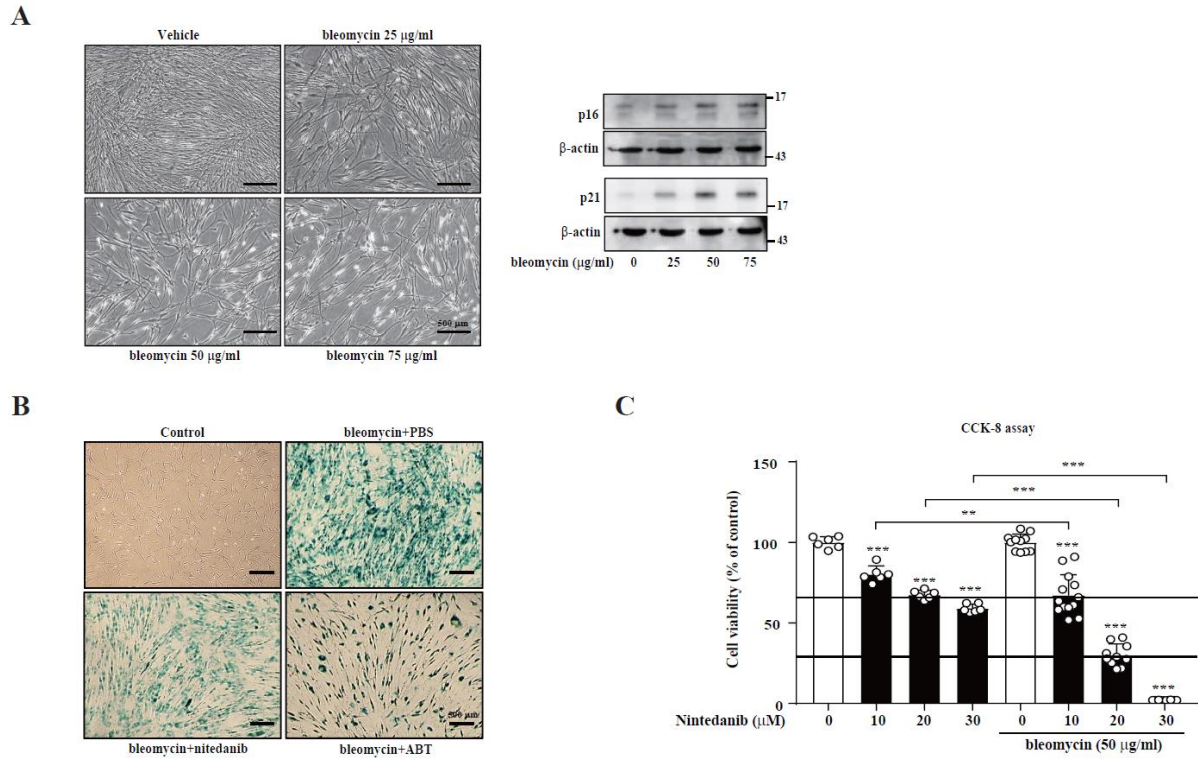 A
Vehicle
bleomycin 25 μg/ml
500 μm
bleomycin 50 μg/ml
bleomycin 75 μg/ml
p16
17
β-actin
43
p21
17
β-actin
43
bleomycin (μg/ml) 0 25 50 75
B
Control
bleomycin+PBS
500 μm
bleomycin+nitedanib
bleomycin+ABT
C
CCK-8 assay
Cell viability (% of control)
150
100
50
0
***
***
**
*** *** *** *** *** ***
Nintedanib (μM) 0 10 20 30 0 10 20 30
bleomycin (50 μg/ml)